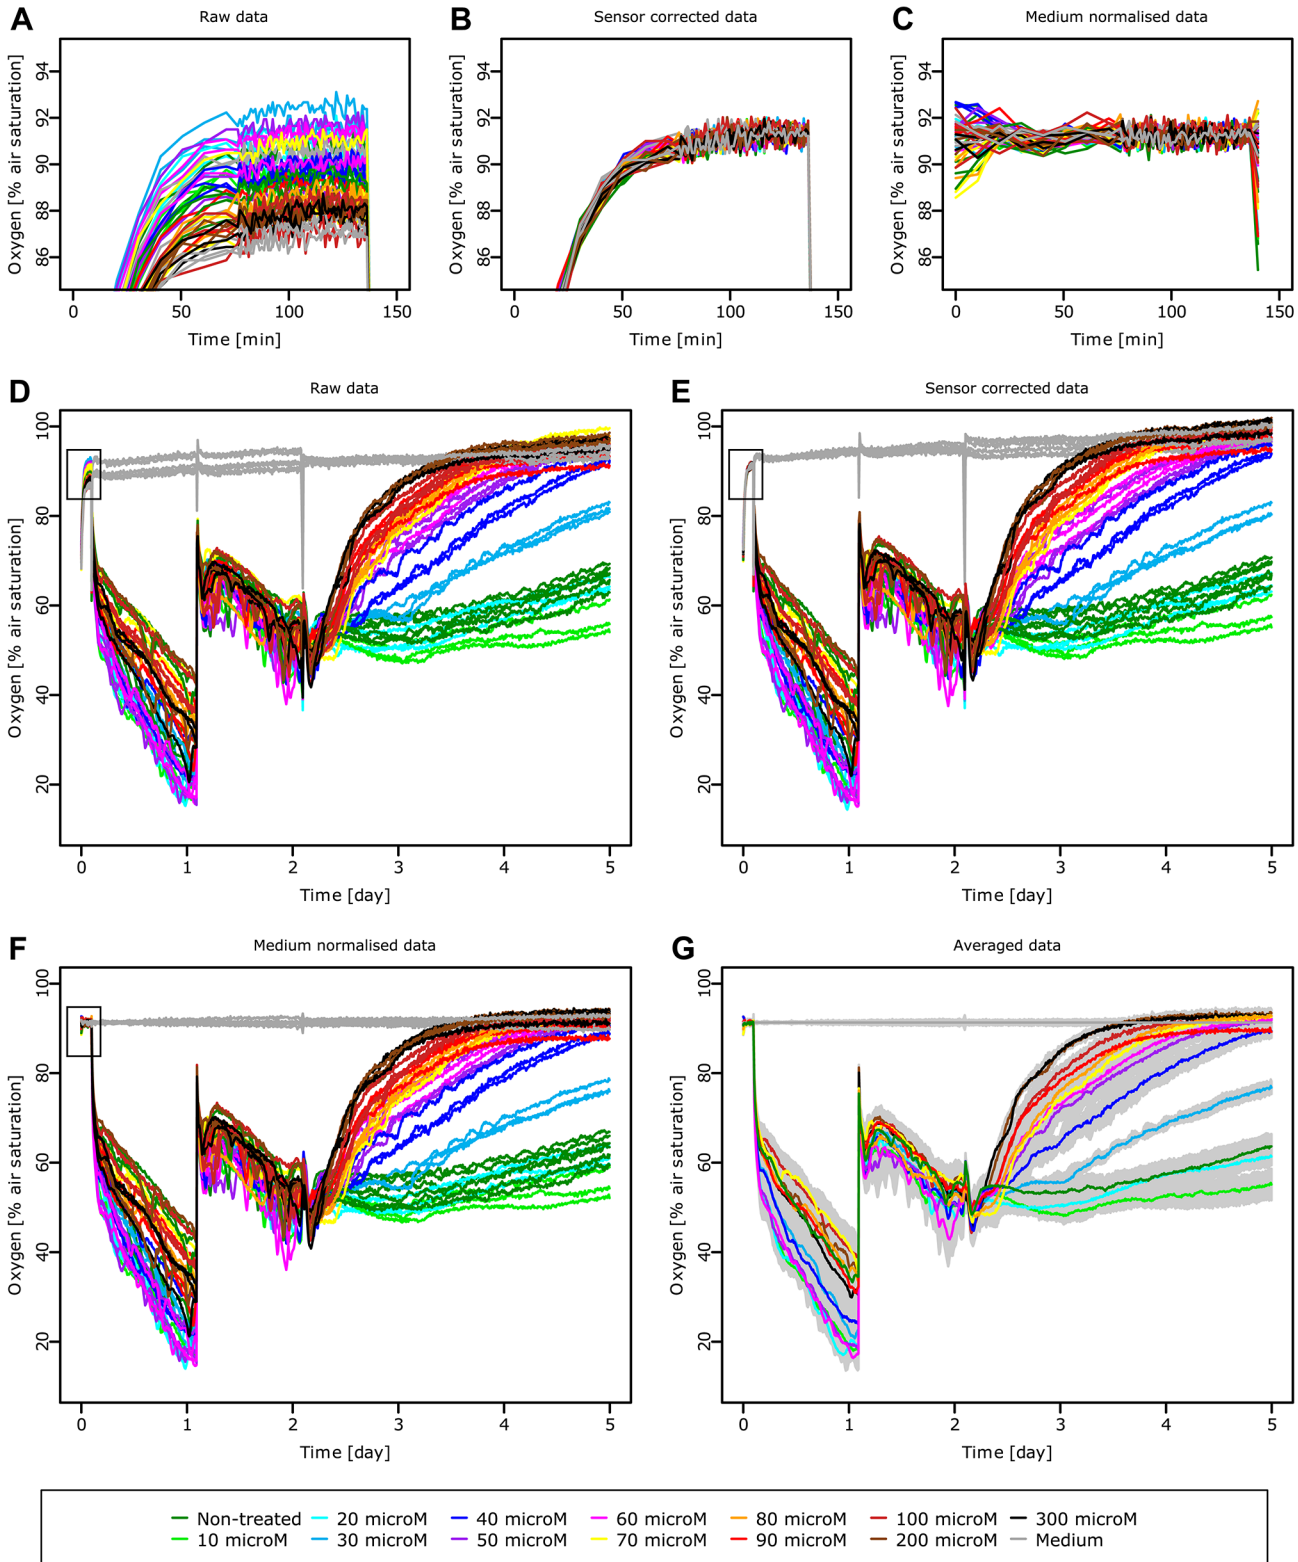 A
Raw data
Oxygen [% air saturation]
94
92
90
88
86
0 50 100 150
Time [min]
B
Sensor corrected data
Oxygen [% air saturation]
94
92
90
88
86
0 50 100 150
Time [min]
C
Medium normalised data
Oxygen [% air saturation]
94
92
90
88
86
0 50 100 150
Time [min]
D
Raw data
Oxygen [% air saturation]
100
80
60
40
20
0 1 2 3 4 5
Time [day]
E
Sensor corrected data
Oxygen [% air saturation]
100
80
60
40
20
0 1 2 3 4 5
Time [day]
F
Medium normalised data
Oxygen [% air saturation]
100
80
60
40
20
0 1 2 3 4 5
Time [day]
G
Averaged data
Oxygen [% air saturation]
100
80
60
40
20
0 1 2 3 4 5
Time [day]
Non-treated 20 microM 40 microM 60 microM 80 microM 100 microM 300 microM
10 microM 30 microM 50 microM 70 microM 90 microM 200 microM Medium